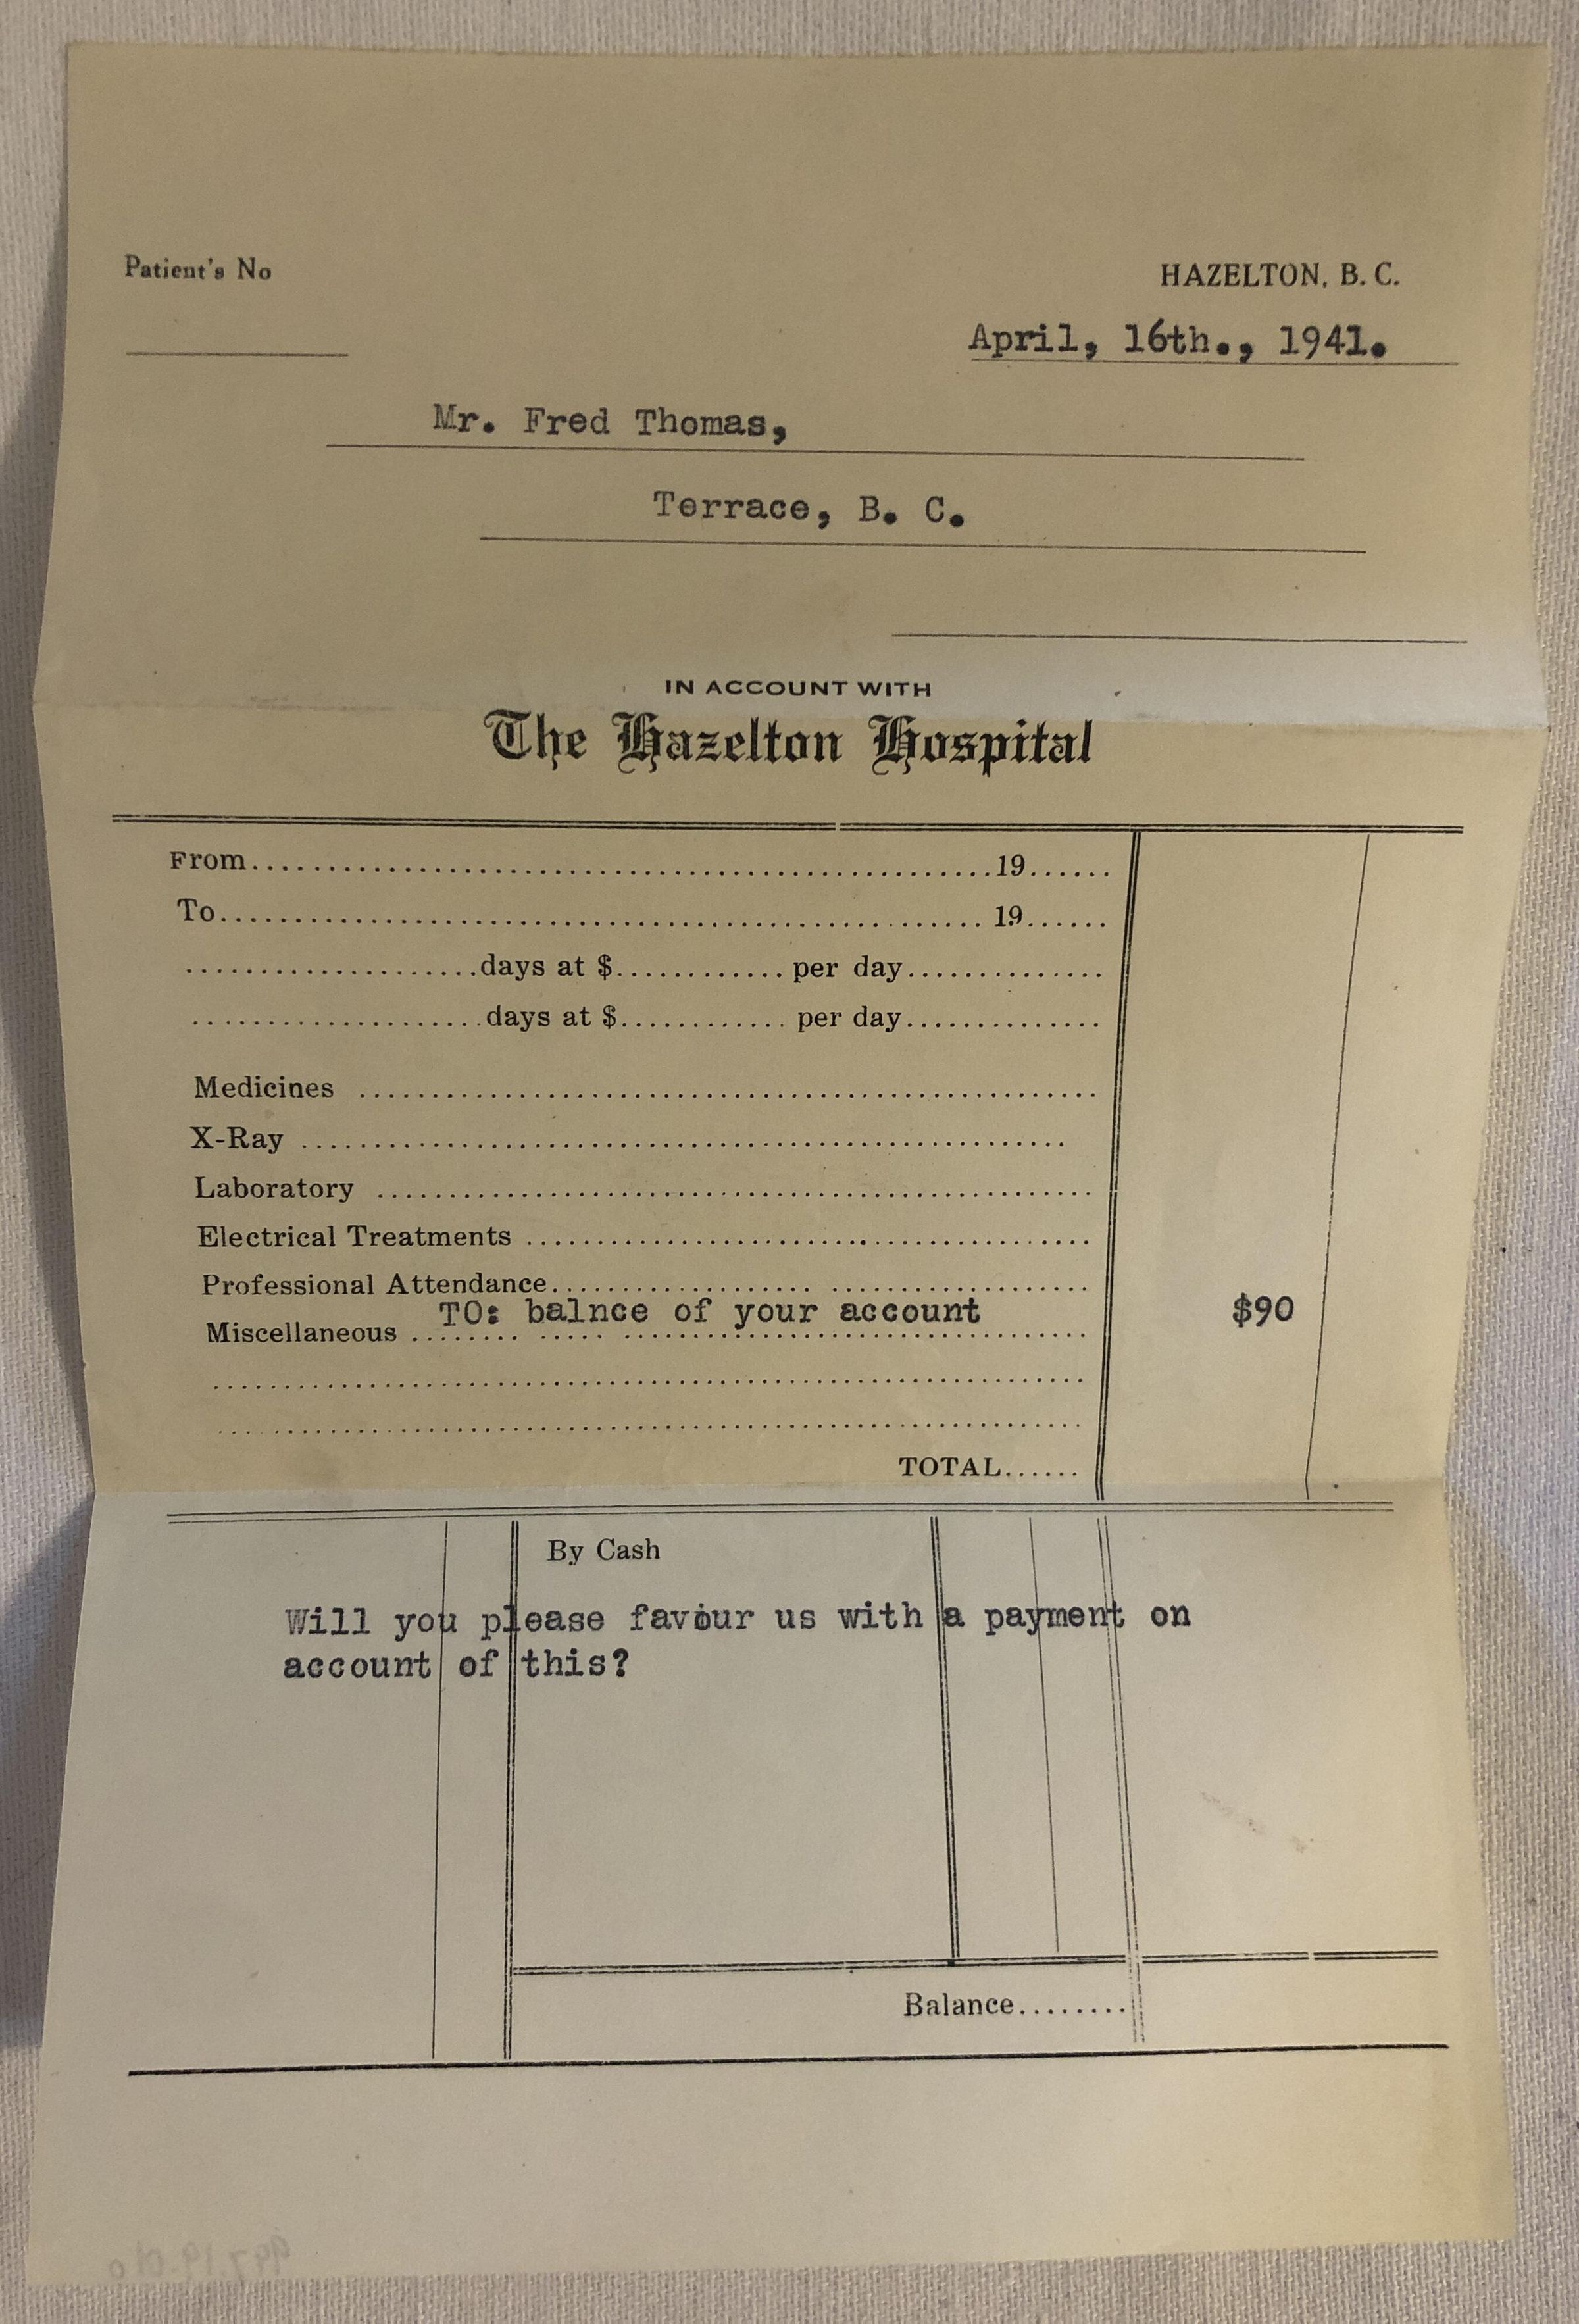 Patient's No
HAZELTON, B. C.
April, 16th., 1941.
Mr. Fred Thomas,
Terrace, B. C.
IN ACCOUNT WITH
The Hazelton Hospital
From..................................................19......
To.................................................. 19......
....................days at $............ per day..............
....................days at $............ per day..............
Medicines ..................................................
X-Ray ..................................................
Laboratory ..................................................
Electrical Treatments ........................................
Professional Attendance........................................
TO: balnce of your account $90
Miscellaneous ..................................................
TOTAL......
By Cash
Will you please favour us with a payment on
account of this?
Balance........